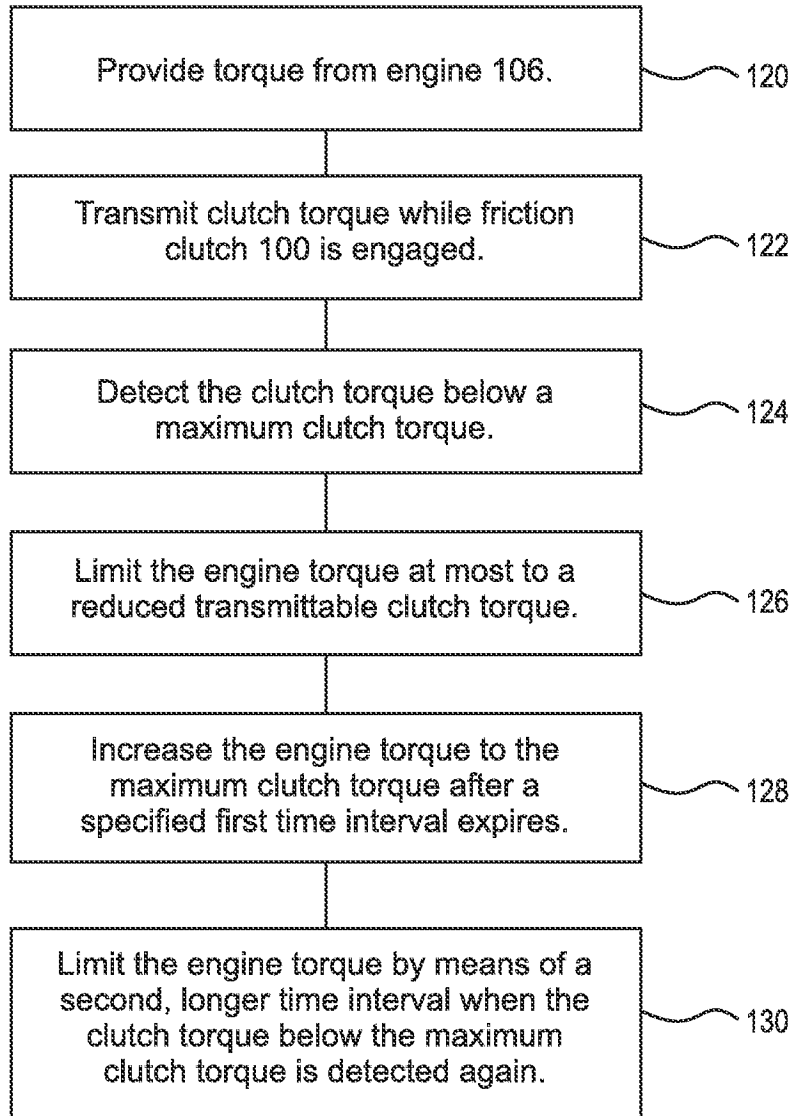 Provide torque from engine 106.
120
Transmit clutch torque while friction
clutch 100 is engaged.
122
Detect the clutch torque below a
maximum clutch torque.
124
Limit the engine torque at most to a
reduced transmittable clutch torque.
126
Increase the engine torque to the
maximum clutch torque after a
specified first time interval expires.
128
Limit the engine torque by means of a
second, longer time interval when the
clutch torque below the maximum
clutch torque is detected again.
130